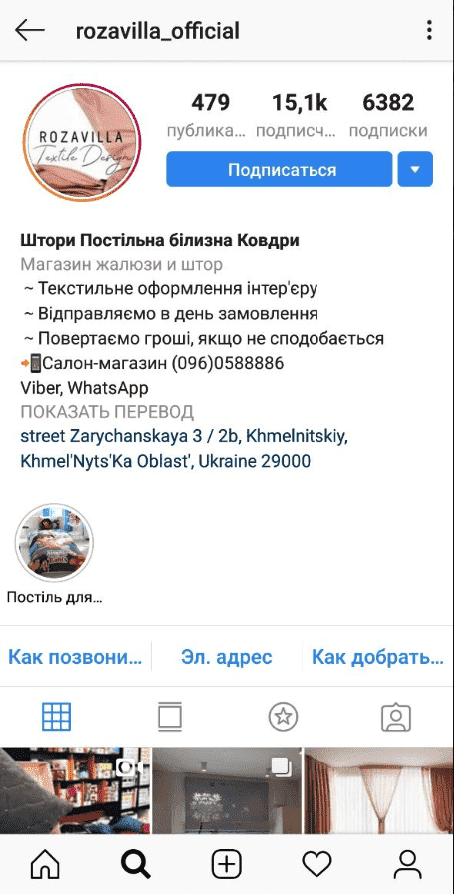 rozavilla_official
ROZAVILLA
Textile Design
479 15,1k 6382
публика... подписч... подписки
Подписаться
Штори Постільна білизна Ковдри
Магазин жалюзи и штор
~ Текстильне оформлення інтер'єру
~ Відправляємо в день замовлення
~ Повертаємо гроші, якщо не сподобається
Салон-магазин (096)0588886
Viber, WhatsApp
ПОКАЗАТЬ ПЕРЕВОД
street Zarychanskaya 3 / 2b, Khmelnitskiy,
Khmel'Nyts'Ka Oblast', Ukraine 29000
Постіль для...
Как позвони... Эл. адрес Как добрать...